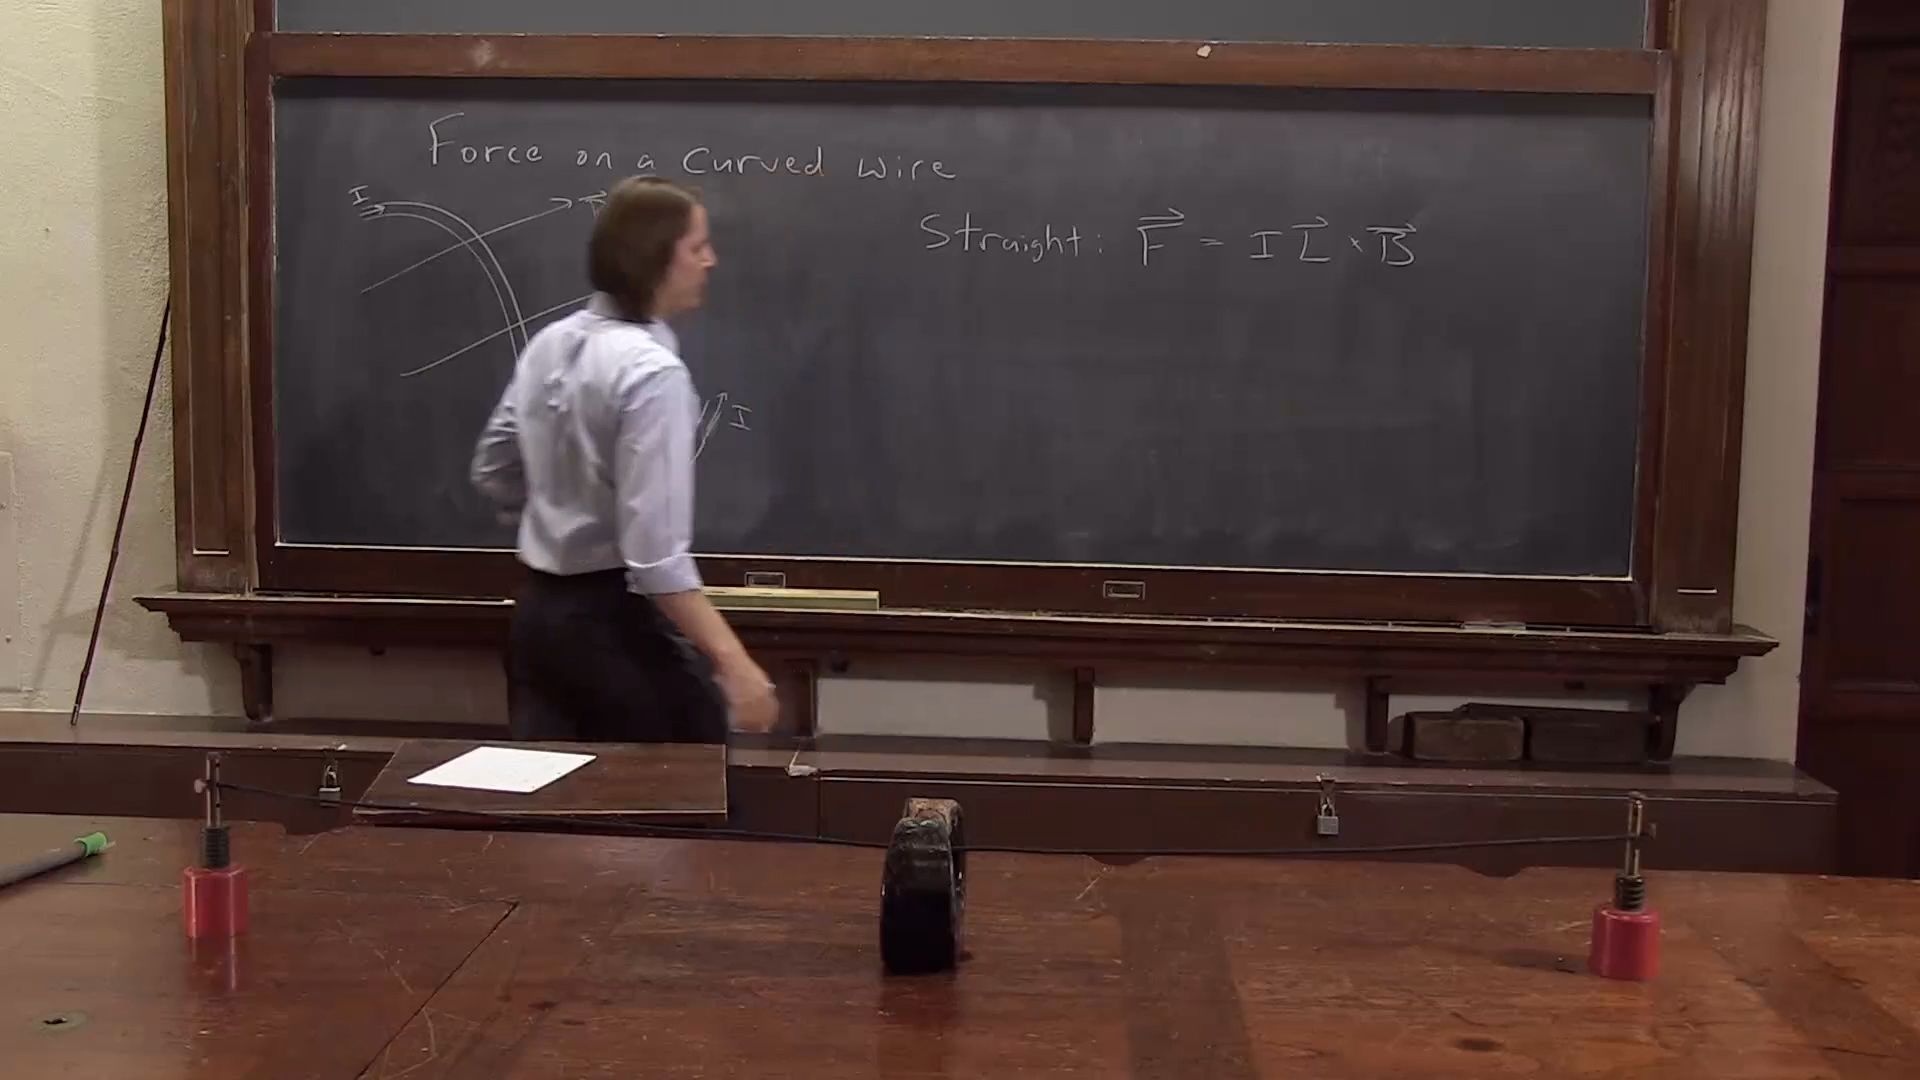 Force on a curved wire
I
Straight: F⃗ = I L⃗ × B⃗
I